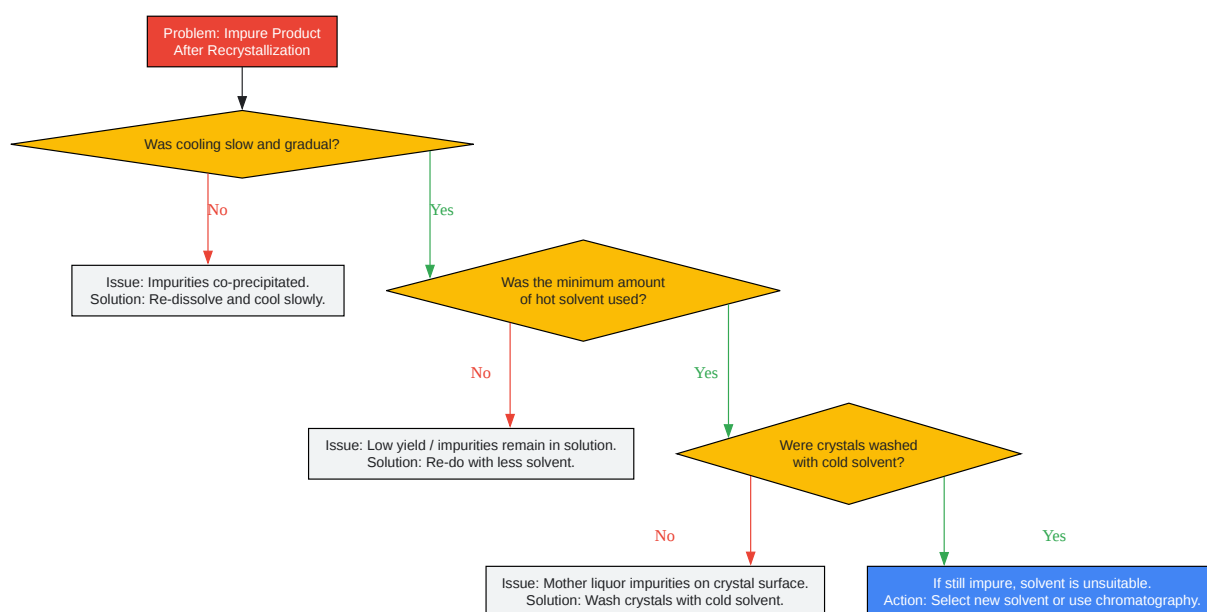 Problem: Impure Product
After Recrystallization
Was cooling slow and gradual?
No
Yes
Issue: Impurities co-precipitated.
Solution: Re-dissolve and cool slowly.
Was the minimum amount
of hot solvent used?
No
Yes
Issue: Low yield / impurities remain in solution.
Solution: Re-do with less solvent.
Were crystals washed
with cold solvent?
No
Yes
Issue: Mother liquor impurities on crystal surface.
Solution: Wash crystals with cold solvent.
If still impure, solvent is unsuitable.
Action: Select new solvent or use chromatography.